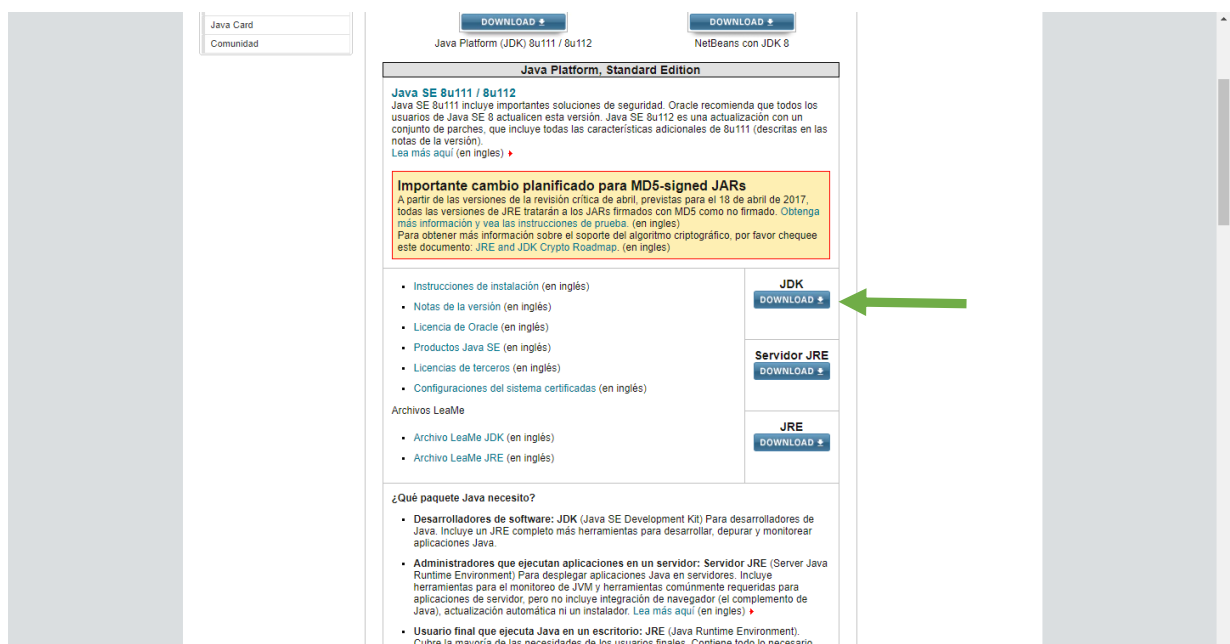 Java Card
Comunidad
DOWNLOAD
DOWNLOAD
Java Platform (JDK) 8u111 / 8u112
NetBeans con JDK 8
Java Platform, Standard Edition
Java SE 8u111 / 8u112
Java SE 8u111 incluye importantes soluciones de seguridad. Oracle recomienda que todos los
usuarios de Java SE 8 actualicen esta versión. Java SE 8u112 es una actualización con un
conjunto de parches, que incluye todas las características adicionales de 8u111 (descritas en las
notas de la versión).
Lea más aquí (en ingles)
Importante cambio planificado para MD5-signed JARs
A partir de las versiones de la revisión crítica de abril, previstas para el 18 de abril de 2017,
todas las versiones de JRE tratarán a los JARs firmados con MD5 como no firmado. Obtenga
más información y vea las instrucciones de prueba. (en ingles)
Para obtener más información sobre el soporte del algoritmo criptográfico, por favor chequee
este documento: JRE and JDK Crypto Roadmap. (en ingles)
Instrucciones de instalación (en inglés)
Notas de la versión (en inglés)
Licencia de Oracle (en inglés)
Productos Java SE (en inglés)
Licencias de terceros (en inglés)
Configuraciones del sistema certificadas (en inglés)
Archivos LeaMe
Archivo LeaMe JDK (en inglés)
Archivo LeaMe JRE (en inglés)
JDK
DOWNLOAD
Servidor JRE
DOWNLOAD
JRE
DOWNLOAD
¿Qué paquete Java necesito?
Desarrolladores de software: JDK (Java SE Development Kit) Para desarrolladores de
Java. Incluye un JRE completo más herramientas para desarrollar, depurar y monitorear
aplicaciones Java.
Administradores que ejecutan aplicaciones en un servidor: Servidor JRE (Server Java
Runtime Environment) Para desplegar aplicaciones Java en servidores. Incluye
herramientas para el monitoreo de JVM y herramientas comúnmente requeridas para
aplicaciones de servidor, pero no incluye integración de navegador (el complemento de
Java), actualización automática ni un instalador. Lea más aquí (en ingles)
Usuario final que ejecuta Java en un escritorio: JRE (Java Runtime Environment).
Cubre la mayoría de las necesidades de los usuarios finales. Contiene todo lo necesario